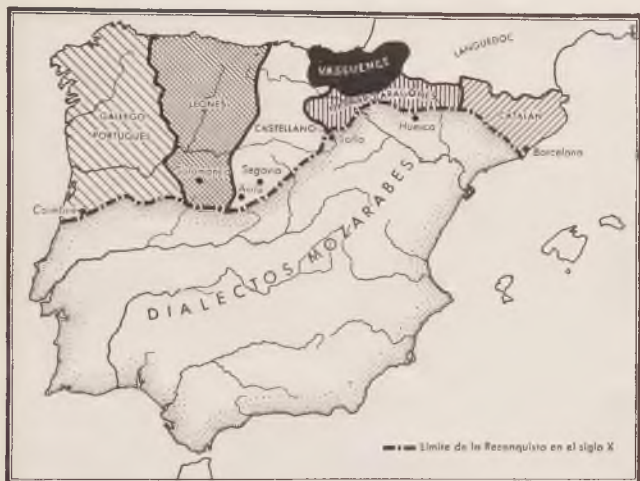 LANGUEDOC
VASCUENCE
GALLEGO
PORTUGUES
LEONES
CASTELLANO
ARAGONES
CATALAN
Soria
Huesca
Barcelona
Salamanca
Segovia
Avila
Coimbra
DIALECTOS MOZARABES
Límite de la Reconquista en el siglo X